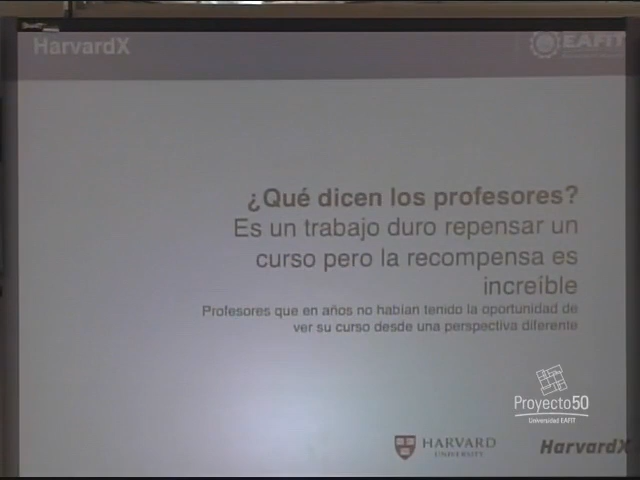 HarvardX
EAFIT
¿Qué dicen los profesores?
Es un trabajo duro repensar un
curso pero la recompensa es
increíble
Profesores que en años no habían tenido la oportunidad de
ver su curso desde una perspectiva diferente
Proyecto50
Universidad EAFIT
HARVARD
UNIVERSITY
HarvardX